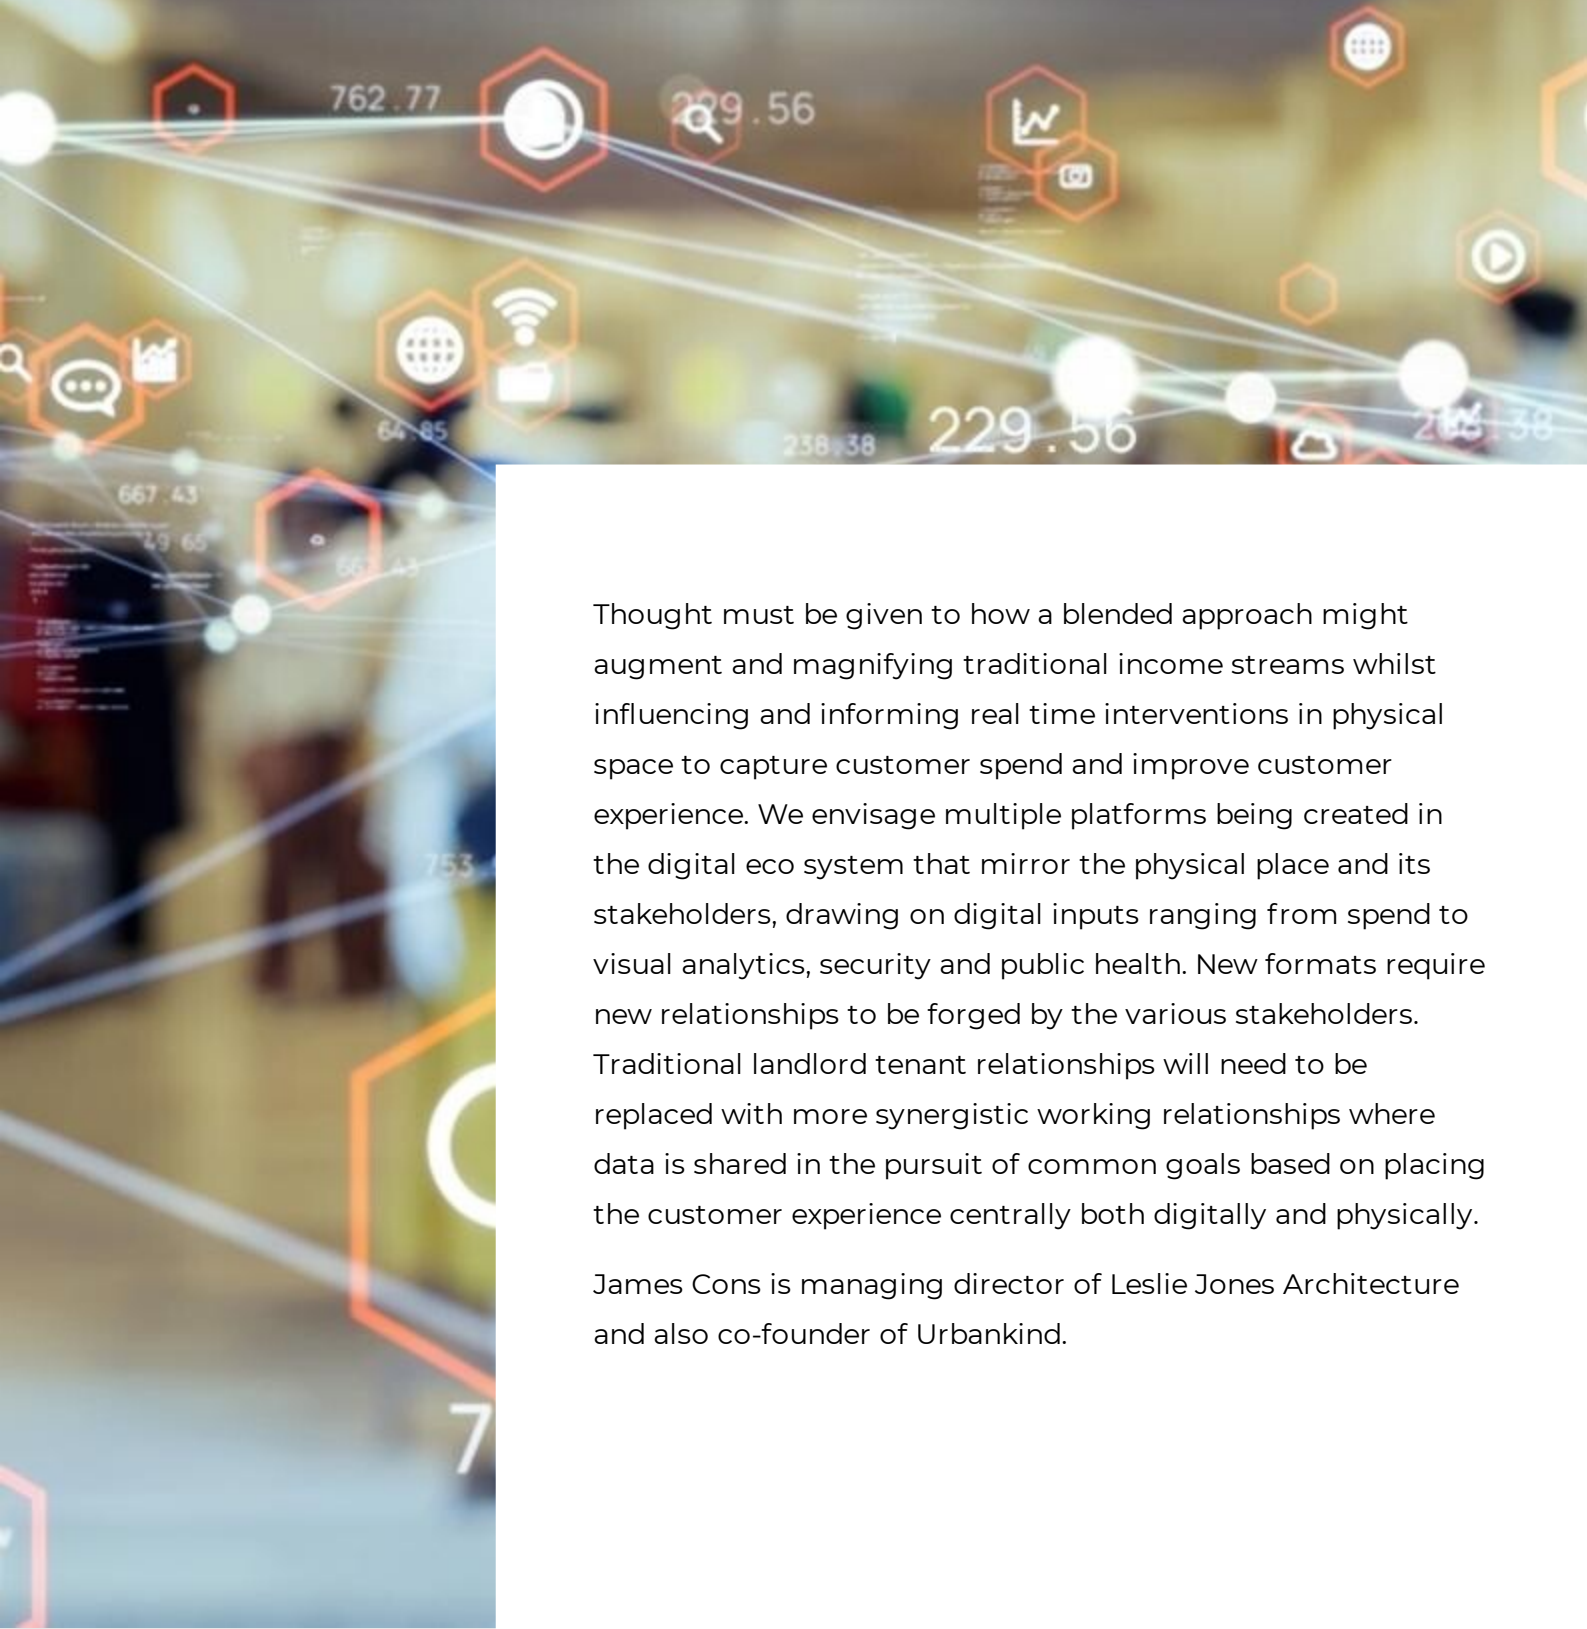 762.77
229.56
64.85
238.38
229.56
667.43
49 65
667.43
753
7
Thought must be given to how a blended approach might
augment and magnifying traditional income streams whilst
influencing and informing real time interventions in physical
space to capture customer spend and improve customer
experience. We envisage multiple platforms being created in
the digital eco system that mirror the physical place and its
stakeholders, drawing on digital inputs ranging from spend to
visual analytics, security and public health. New formats require
new relationships to be forged by the various stakeholders.
Traditional landlord tenant relationships will need to be
replaced with more synergistic working relationships where
data is shared in the pursuit of common goals based on placing
the customer experience centrally both digitally and physically.
James Cons is managing director of Leslie Jones Architecture
and also co-founder of Urbankind.